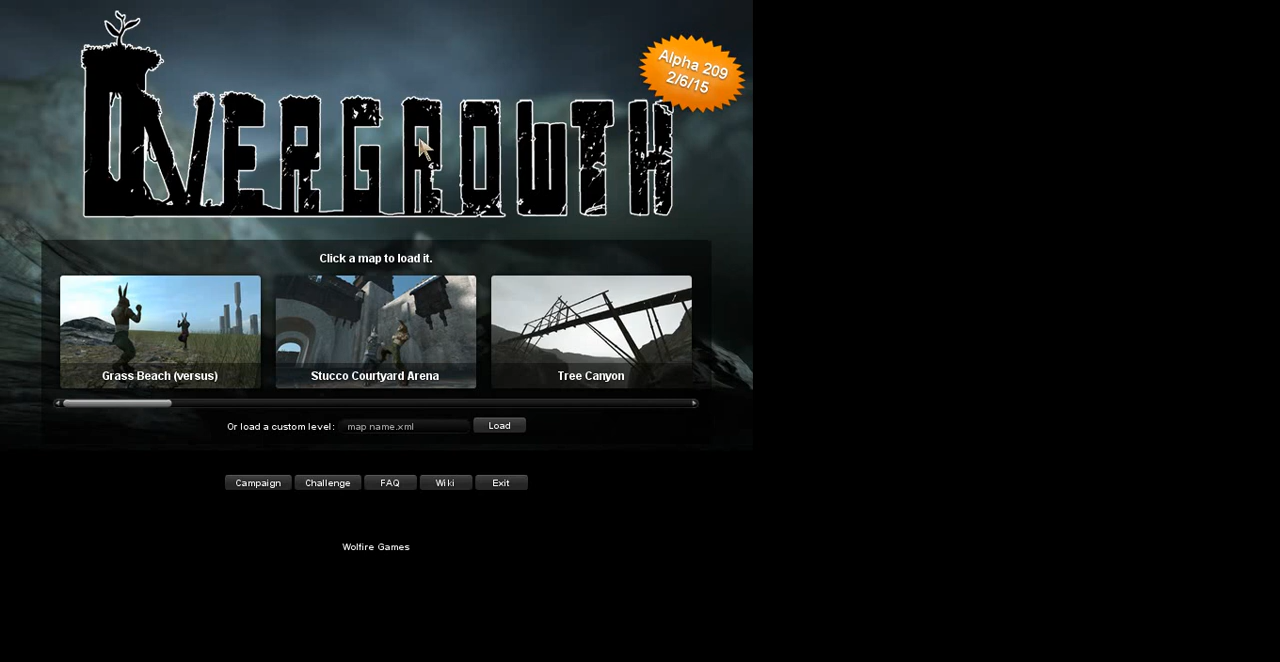 OVERGROWTH
Alpha 209
2/6/15
Click a map to load it.
Grass Beach (versus)
Stucco Courtyard Arena
Tree Canyon
Or load a custom level: map name.xml Load
Campaign Challenge FAQ Wiki Exit
Wolfire Games